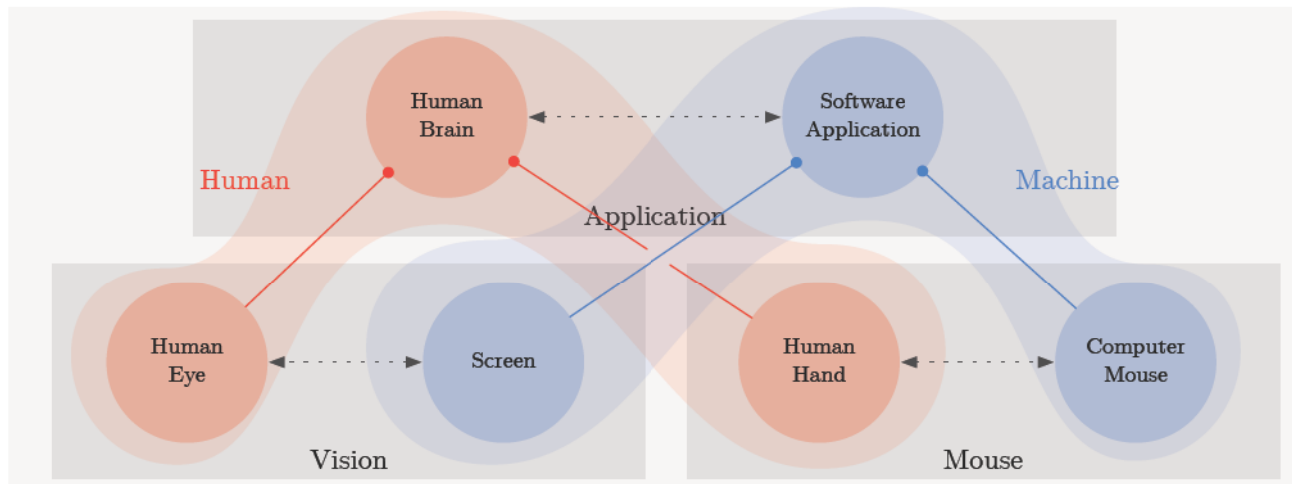 Human
Brain
Software
Application
Human
Machine
Application
Human
Eye
Screen
Human
Hand
Computer
Mouse
Vision
Mouse